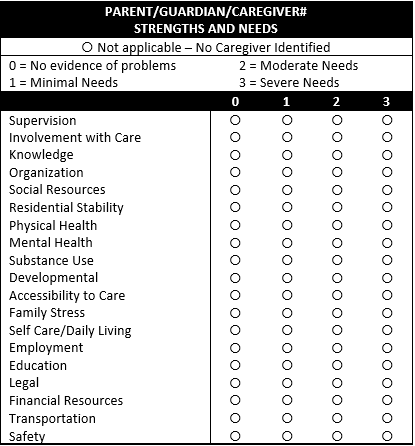 PARENT/GUARDIAN/CAREGIVER#
STRENGTHS AND NEEDS
Not applicable – No Caregiver Identified
0 = No evidence of problems 2 = Moderate Needs
1 = Minimal Needs 3 = Severe Needs
0 1 2 3
Supervision
Involvement with Care
Knowledge
Organization
Social Resources
Residential Stability
Physical Health
Mental Health
Substance Use
Developmental
Accessibility to Care
Family Stress
Self Care/Daily Living
Employment
Education
Legal
Financial Resources
Transportation
Safety